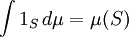 ∫ 1_S dμ = μ(S)